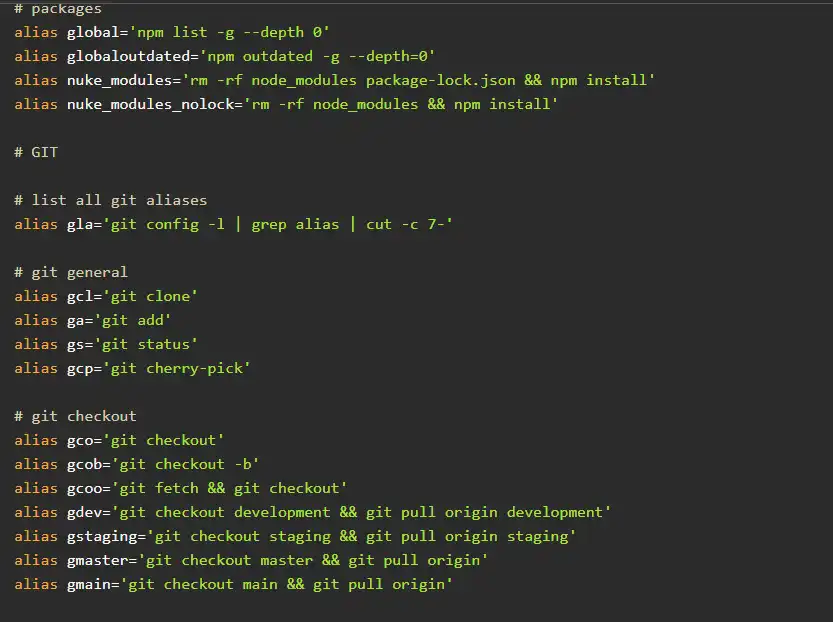 # packages
alias global='npm list -g --depth 0'
alias globaloutdated='npm outdated -g --depth=0'
alias nuke_modules='rm -rf node_modules package-lock.json && npm install'
alias nuke_modules_nolock='rm -rf node_modules && npm install'
# GIT
# list all git aliases
alias gla='git config -l | grep alias | cut -c 7-'
# git general
alias gcl='git clone'
alias ga='git add'
alias gs='git status'
alias gcp='git cherry-pick'
# git checkout
alias gco='git checkout'
alias gcob='git checkout -b'
alias gcoo='git fetch && git checkout'
alias gdev='git checkout development && git pull origin development'
alias gstaging='git checkout staging && git pull origin staging'
alias gmaster='git checkout master && git pull origin'
alias gmain='git checkout main && git pull origin'